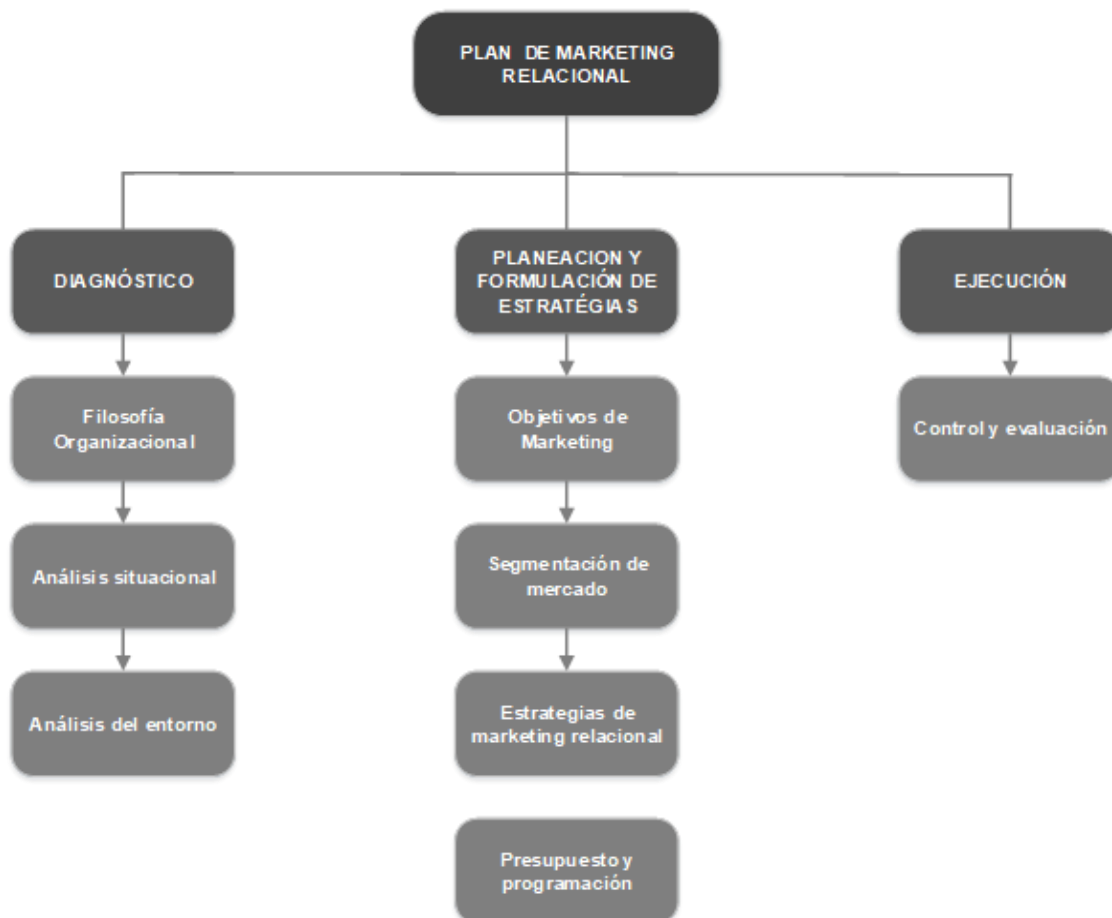 PLAN DE MARKETING
RELACIONAL
DIAGNÓSTICO
PLANEACION Y
FORMULACIÓN DE
ESTRATÉGIAS
EJECUCIÓN
Filosofía
Organizacional
Objetivos de
Marketing
Control y evaluación
Análisis situacional
Segmentación de
mercado
Análisis del entorno
Estrategias de
marketing relacional
Presupuesto y
programación